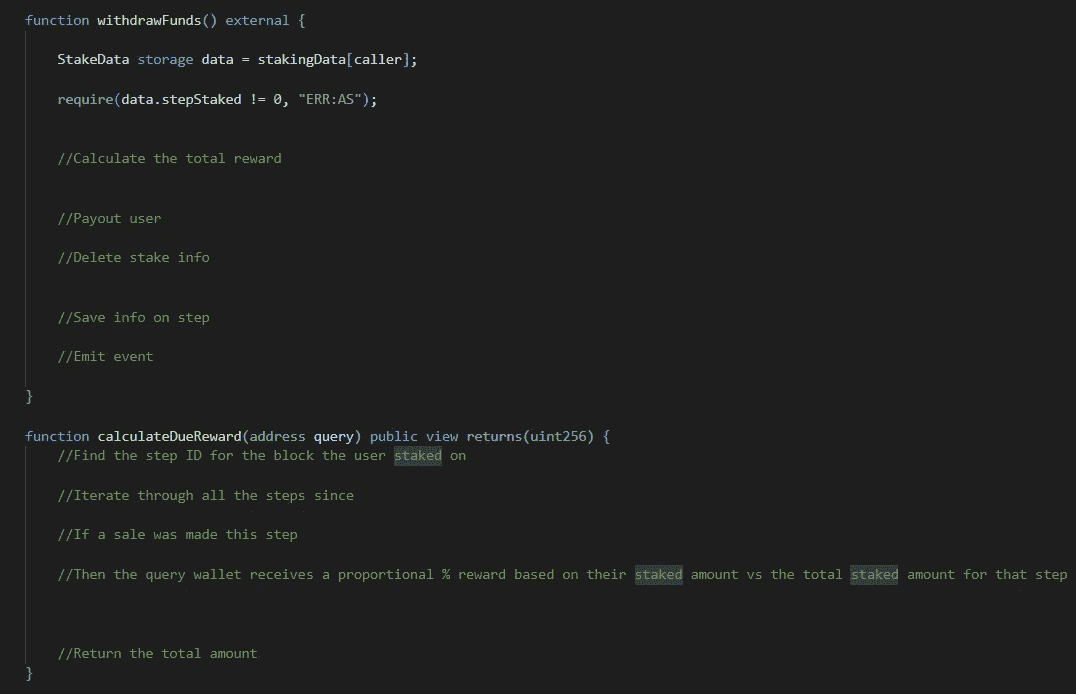 function withdrawFunds() external {
StakeData storage data = stakingData[caller];
require(data.stepStaked != 0, "ERR:AS");
//Calculate the total reward
//Payout user
//Delete stake info
//Save info on step
//Emit event
}
function calculateDueReward(address query) public view returns(uint256) {
//Find the step ID for the block the user staked on
//Iterate through all the steps since
//If a sale was made this step
//Then the query wallet receives a proportional % reward based on their staked amount vs the total staked amount for that step
//Return the total amount
}